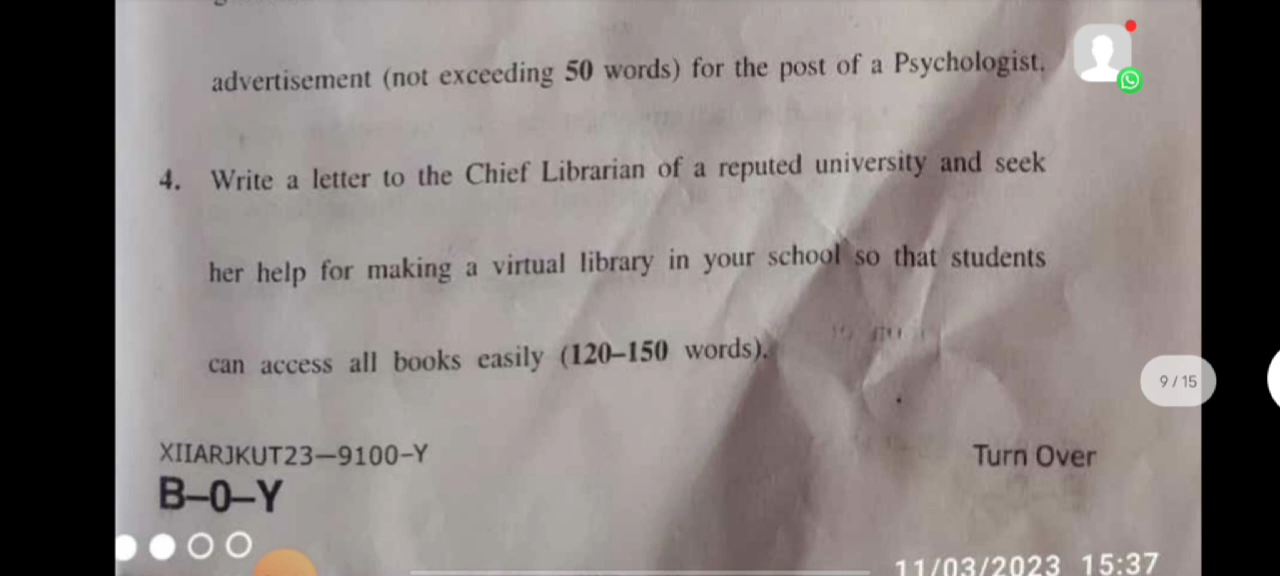 advertisement (not exceeding 50 words) for the post of a Psychologist.
4. Write a letter to the Chief Librarian of a reputed university and seek
her help for making a virtual library in your school so that students
can access all books easily (120–150 words).
9 / 15
XIIARJKUT23—9100–Y
Turn Over
B–0–Y
11/03/2023 15:37